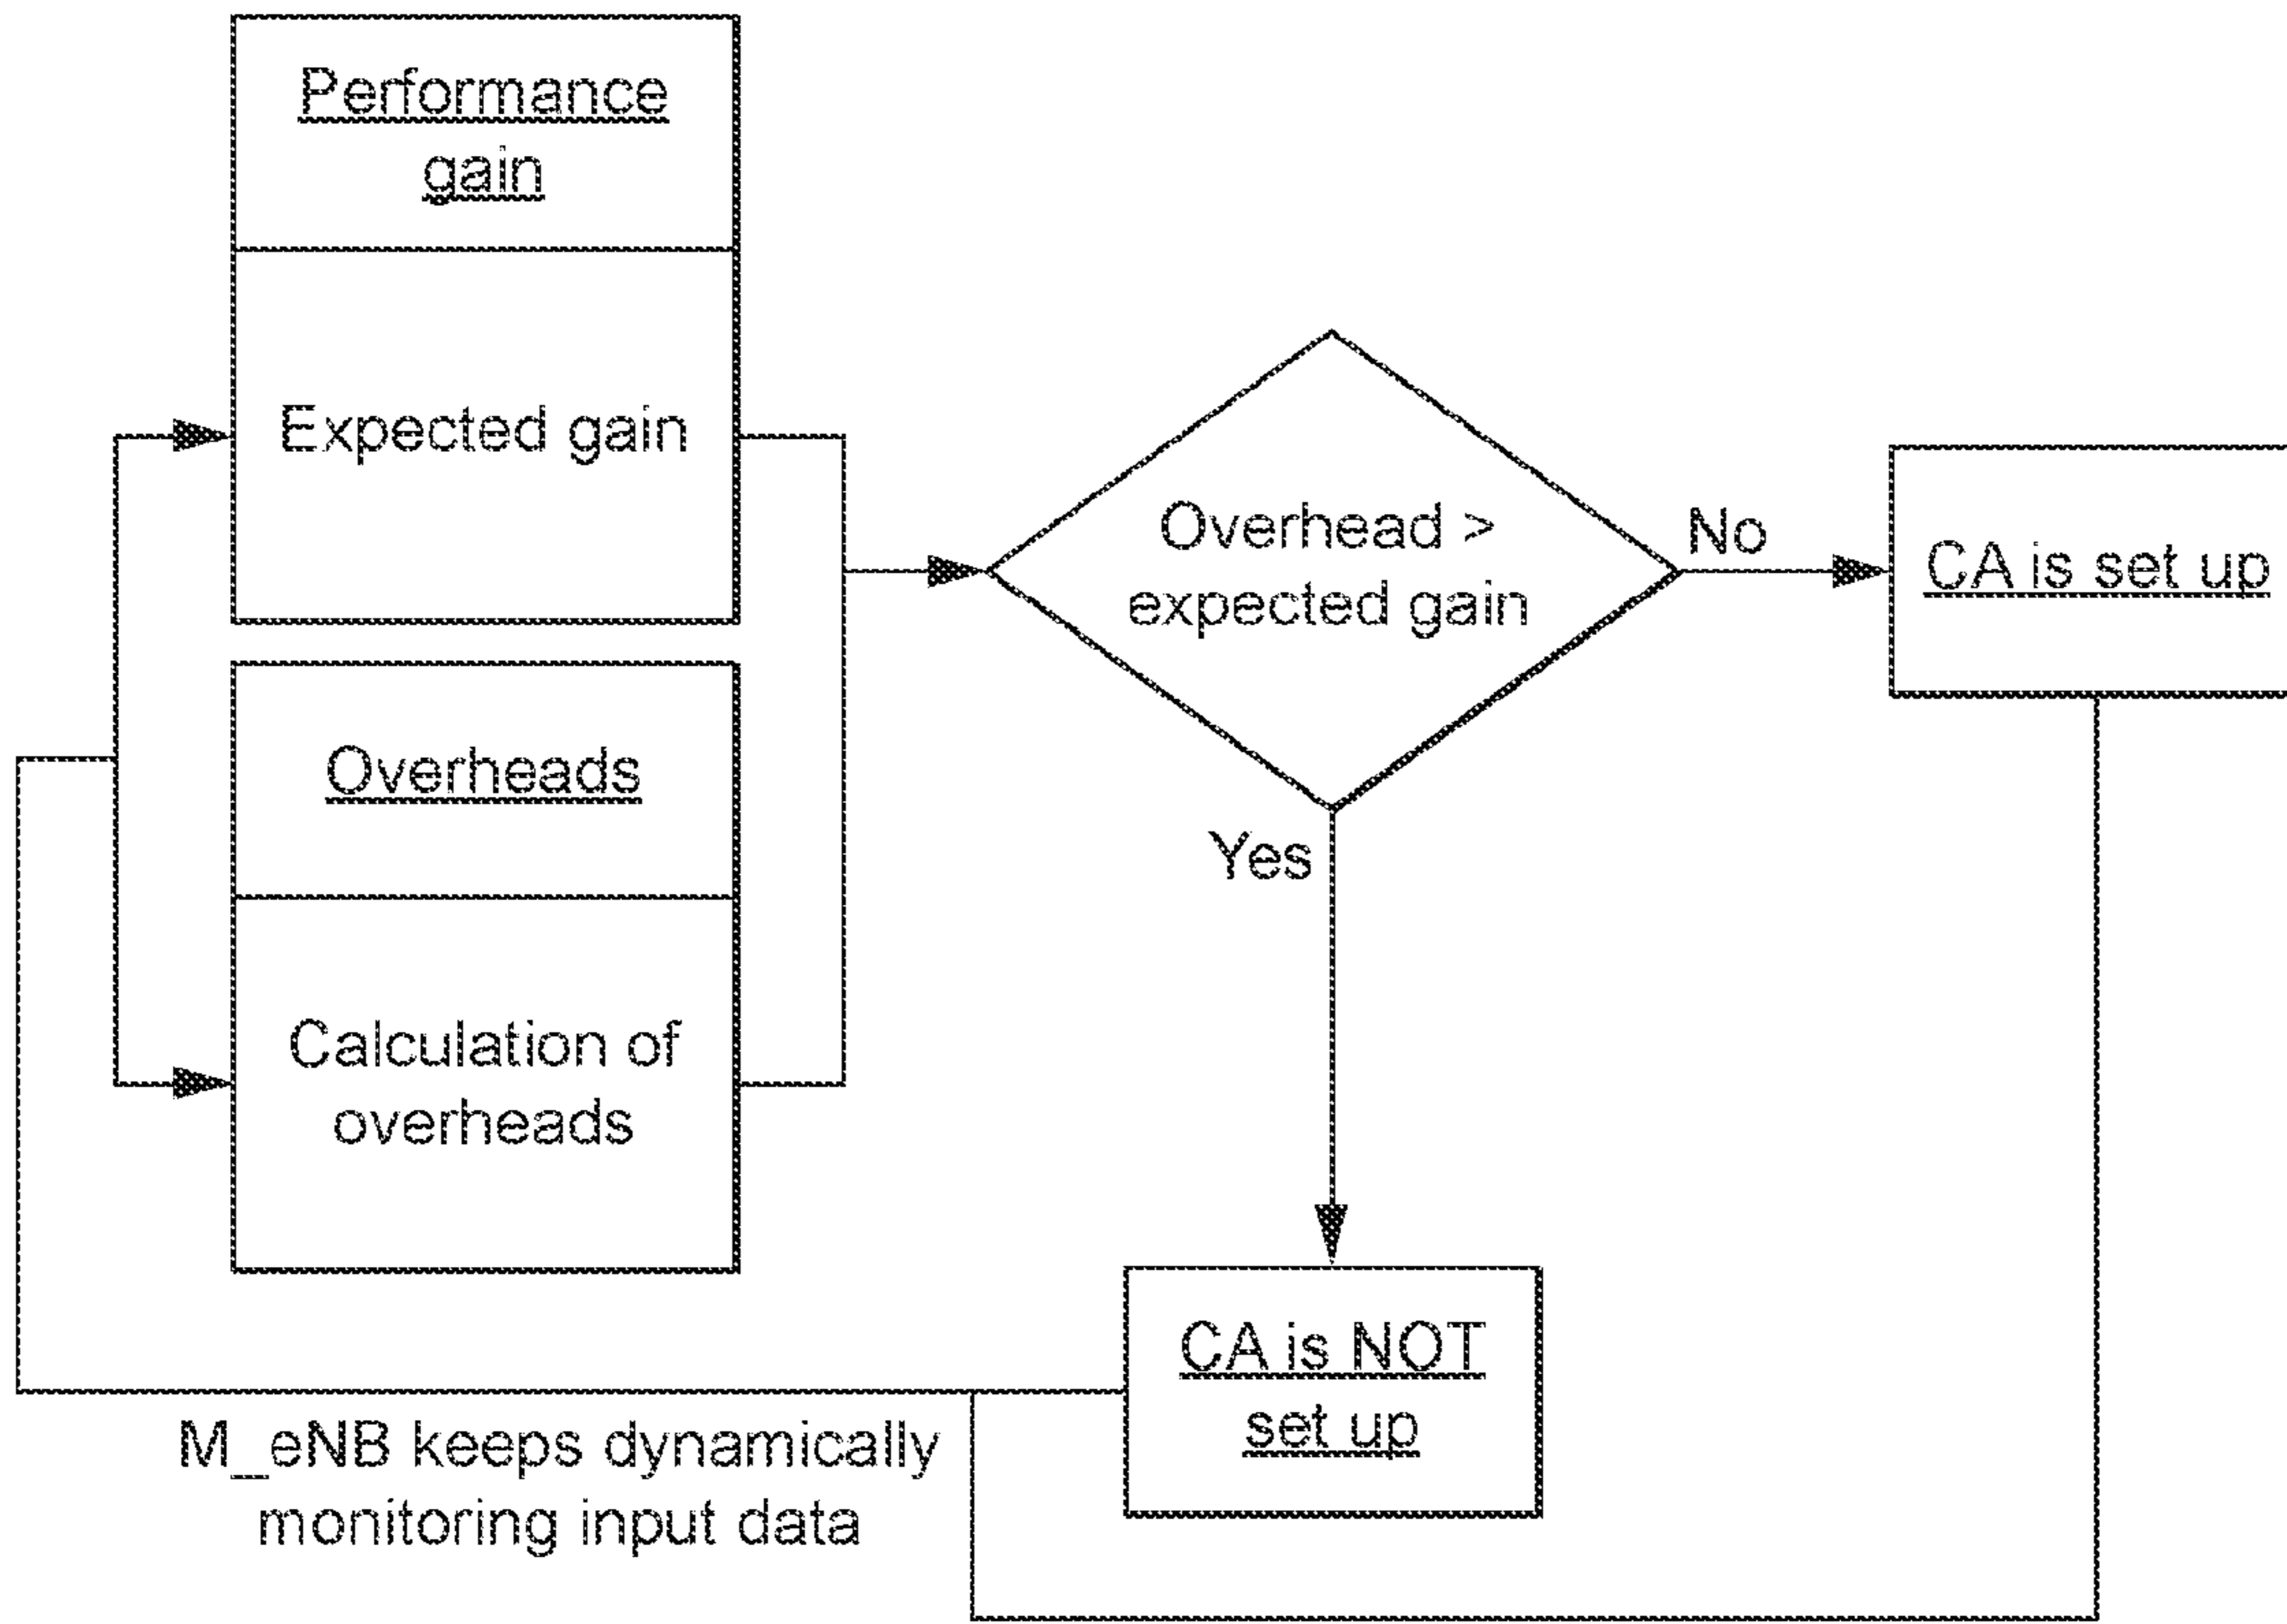 Performance
gain
Expected gain
Overheads
Calculation of
overheads
Overhead >
expected gain
No
CA is set up
Yes
CA is NOT
set up
M_eNB keeps dynamically
monitoring input data